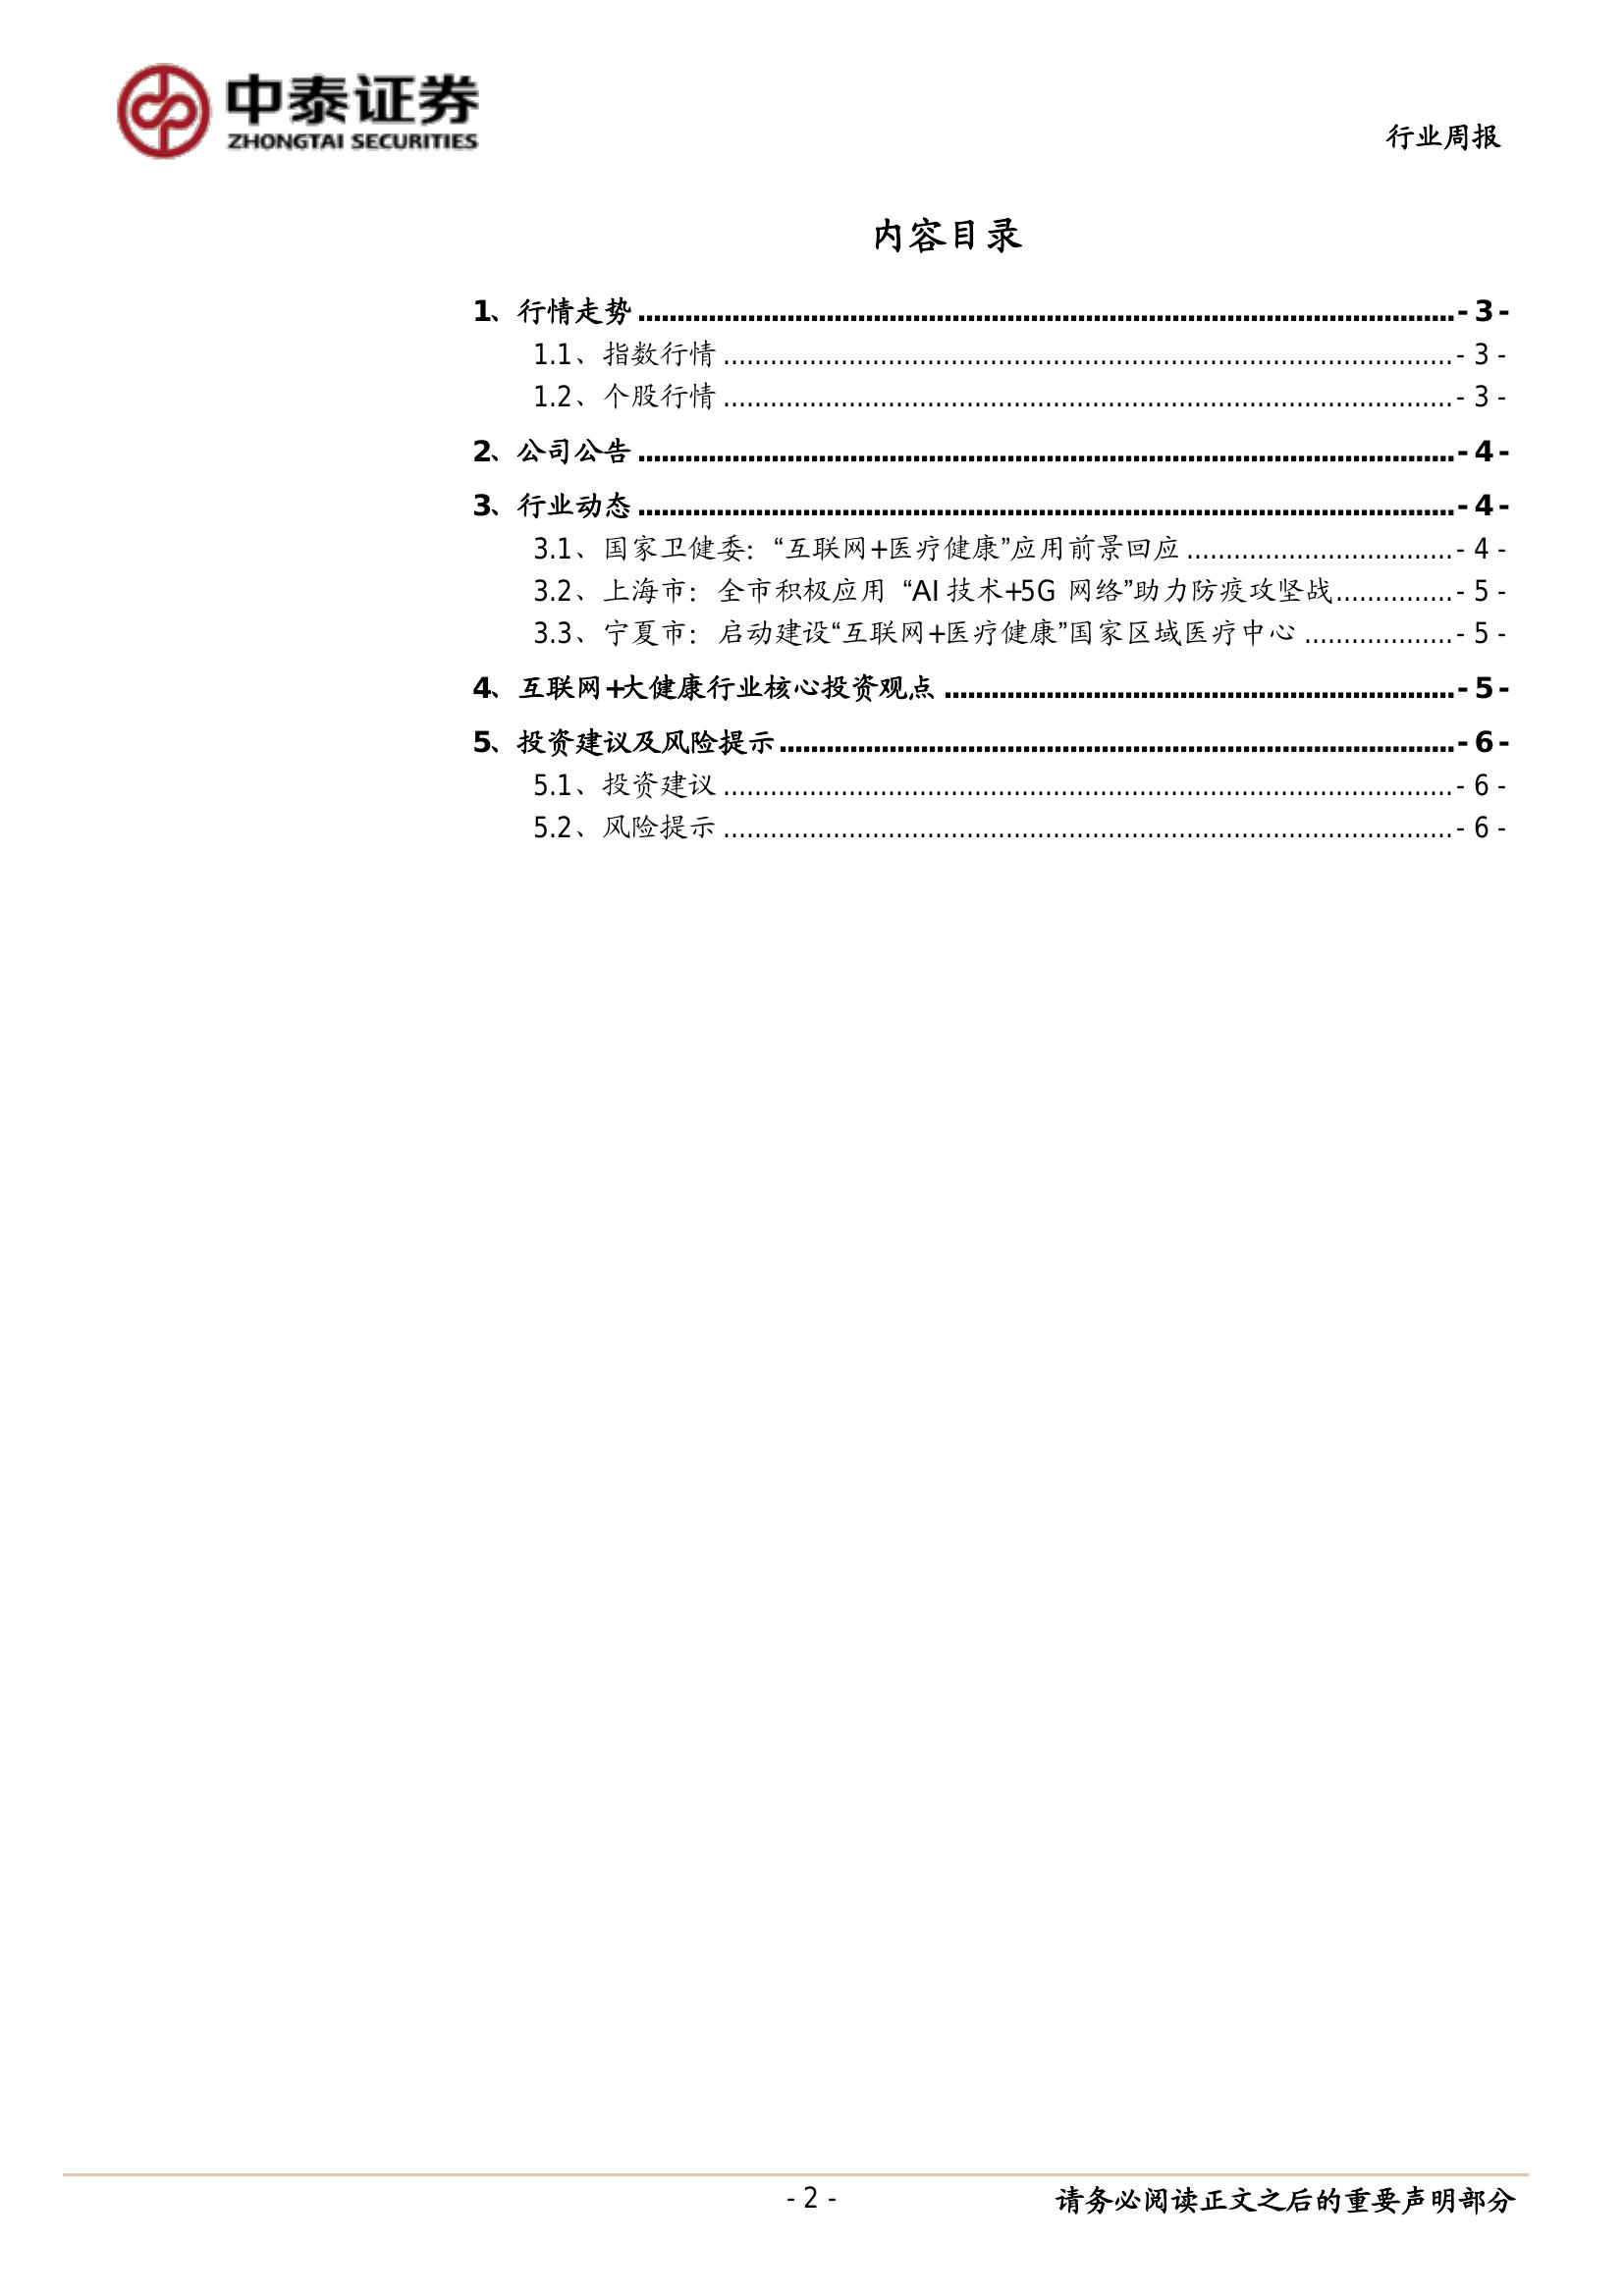 中泰证券
ZHONGTAI SECURITIES
行业周报
内容目录
1、行情走势 - 3 -
1.1、指数行情 - 3 -
1.2、个股行情 - 3 -
2、公司公告 - 4 -
3、行业动态 - 4 -
3.1、国家卫健委：“互联网+医疗健康”应用前景回应 - 4 -
3.2、上海市：全市积极应用 “AI 技术+5G 网络”助力防疫攻坚战 - 5 -
3.3、宁夏市：启动建设“互联网+医疗健康”国家区域医疗中心 - 5 -
4、互联网+大健康行业核心投资观点 - 5 -
5、投资建议及风险提示 - 6 -
5.1、投资建议 - 6 -
5.2、风险提示 - 6 -
- 2 -
请务必阅读正文之后的重要声明部分